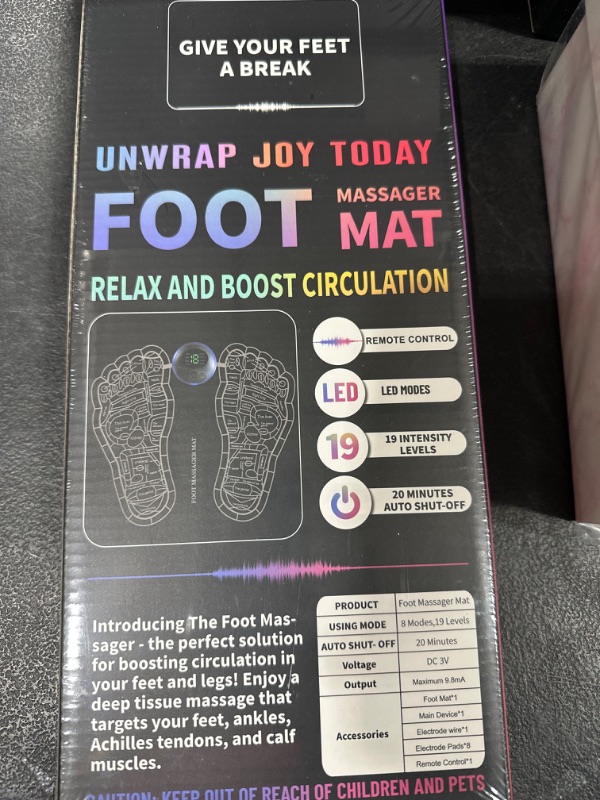 GIVE YOUR FEET
A BREAK
UNWRAP JOY TODAY
FOOT MASSAGER
MAT
RELAX AND BOOST CIRCULATION
18
FOOT MASSAGER MAT
REMOTE CONTROL
LED LED MODES
19 19 INTENSITY
LEVELS
20 MINUTES
AUTO SHUT-OFF
Introducing The Foot Mas-
sager - the perfect solution
for boosting circulation in
your feet and legs! Enjoy a
deep tissue massage that
targets your feet, ankles,
Achilles tendons, and calf
muscles.
PRODUCT Foot Massager Mat
USING MODE 8 Modes,19 Levels
AUTO SHUT- OFF 20 Minutes
Voltage DC 3V
Output Maximum 9.8mA
Accessories
Foot Mat*1
Main Device*1
Electrode wire*1
Electrode Pads*8
Remote Control*1
CAUTION: KEEP OUT OF REACH OF CHILDREN AND PETS